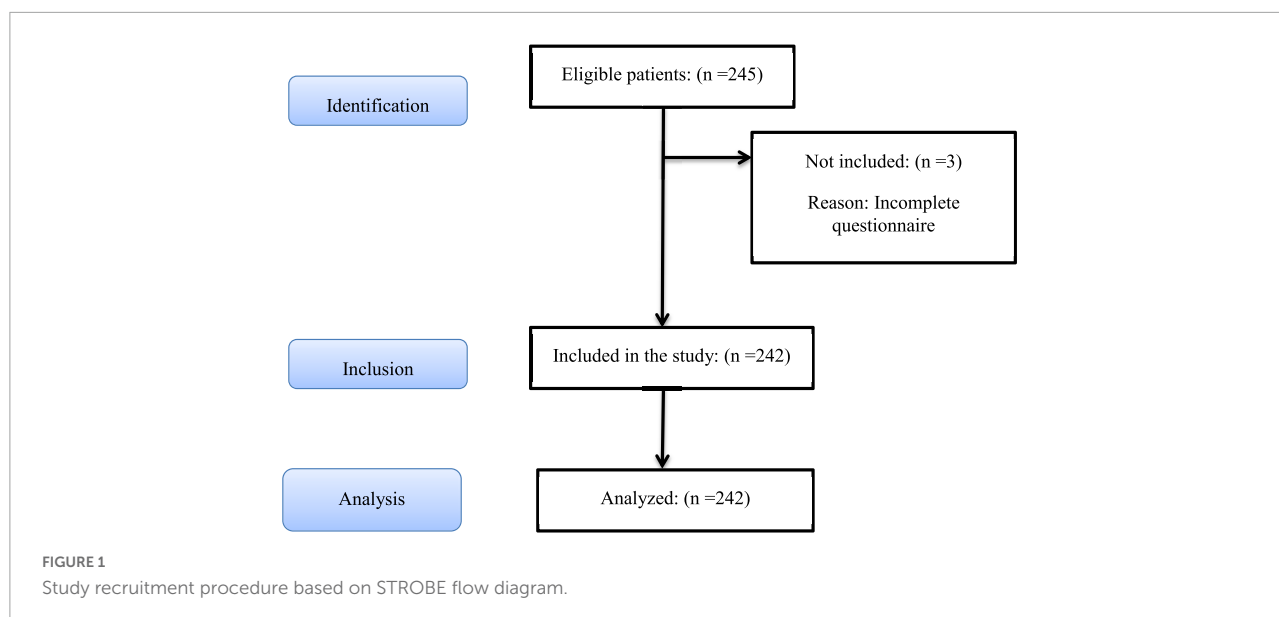 Eligible patients: (n =245)
Identification
Not included: (n =3)
Reason: Incomplete
questionnaire
Included in the study: (n =242)
Inclusion
Analyzed: (n =242)
Analysis
FIGURE 1
Study recruitment procedure based on STROBE flow diagram.